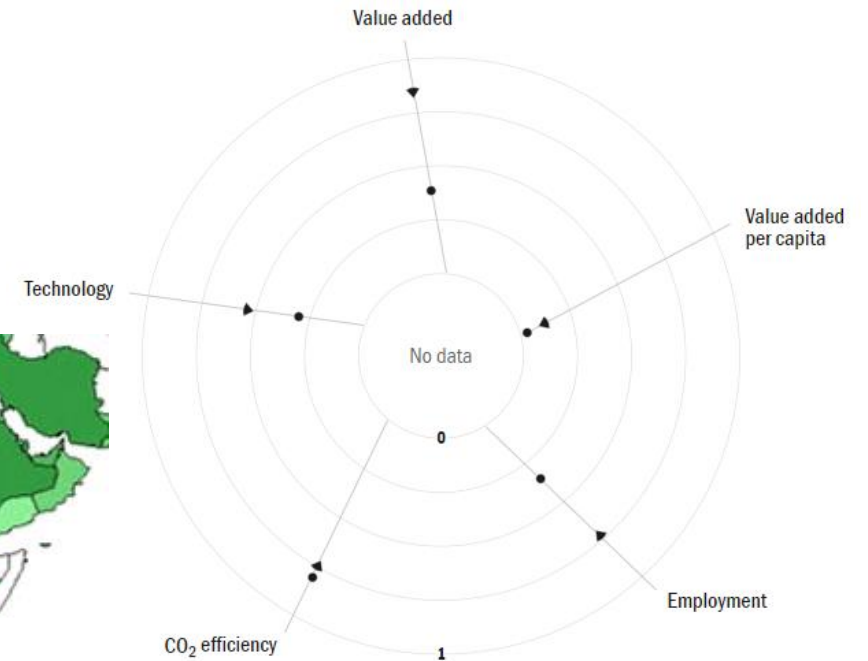 Value added
Value added
per capita
Technology
No data
0
Employment
CO₂ efficiency
1